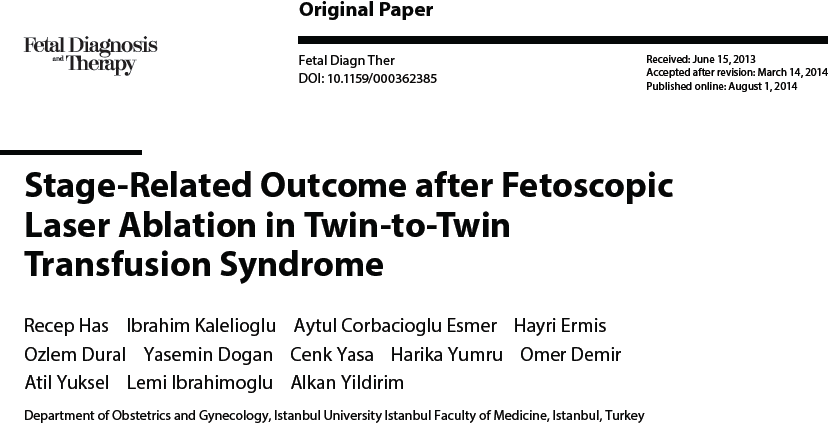 Original Paper
Fetal Diagnosis
and Therapy
Fetal Diagn Ther
DOI: 10.1159/000362385
Received: June 15, 2013
Accepted after revision: March 14, 2014
Published online: August 1, 2014
Stage-Related Outcome after Fetoscopic
Laser Ablation in Twin-to-Twin
Transfusion Syndrome
Recep Has Ibrahim Kalelioglu Aytul Corbacioglu Esmer Hayri Ermis
Ozlem Dural Yasemin Dogan Cenk Yasa Harika Yumru Omer Demir
Atil Yuksel Lemi Ibrahimoglu Alkan Yildirim
Department of Obstetrics and Gynecology, Istanbul University Istanbul Faculty of Medicine, Istanbul, Turkey